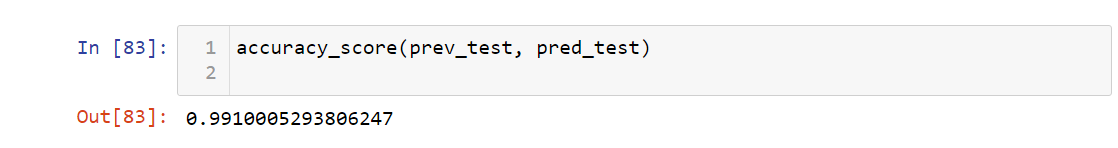 In [83]: 1 accuracy_score(prev_test, pred_test)
2
Out[83]: 0.9910005293806247